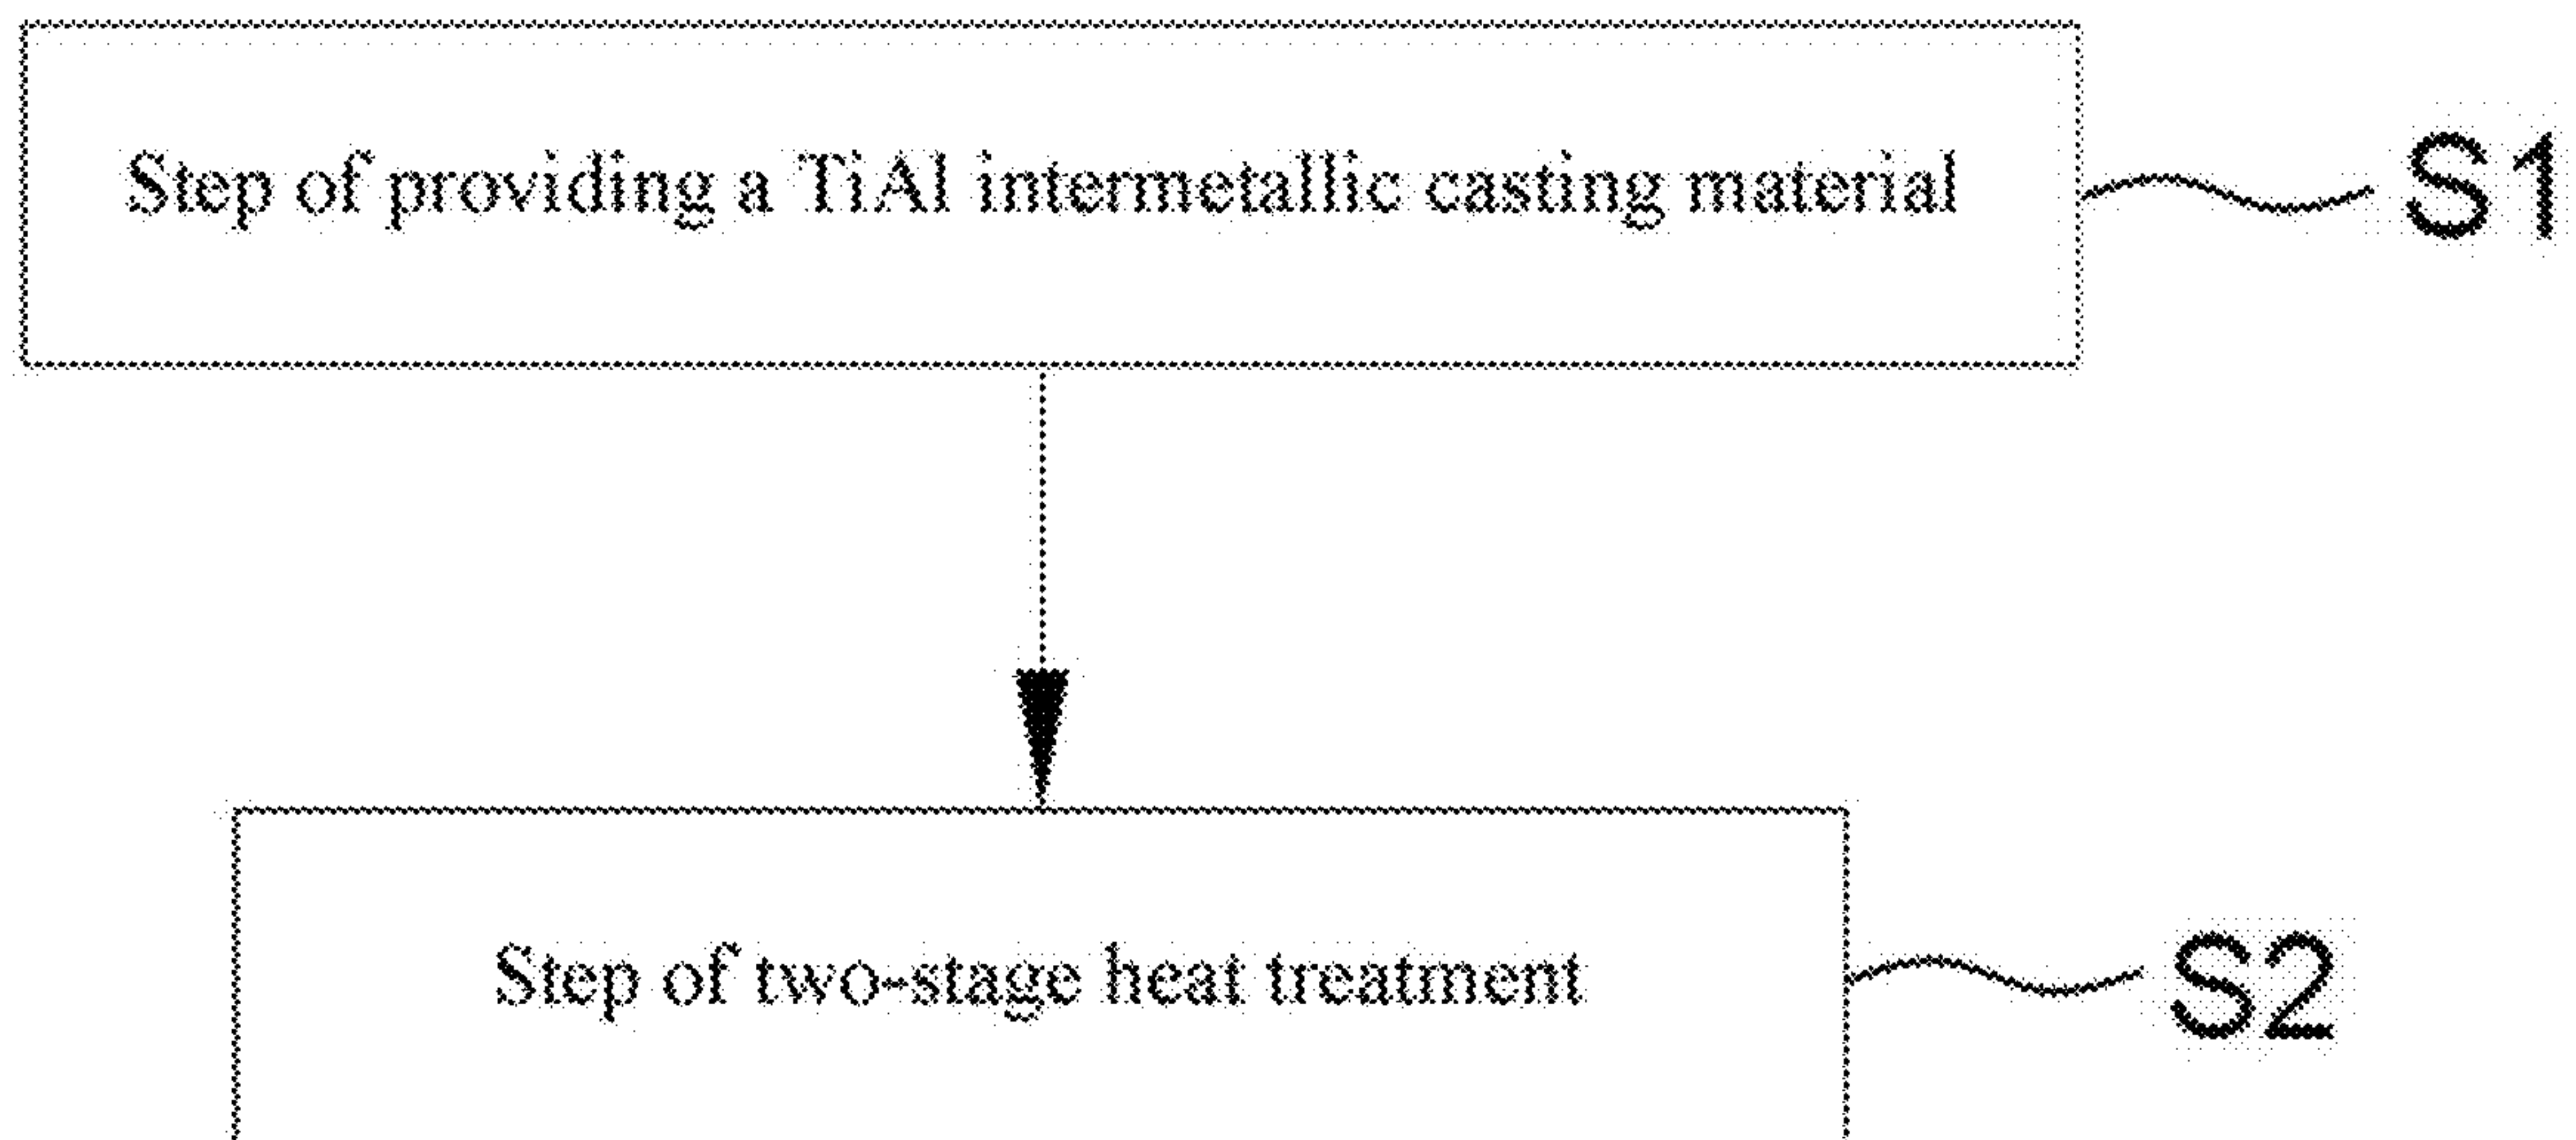 Step of providing a TiAl intermetallic casting material
S1
Step of two-stage heat treatment
S2